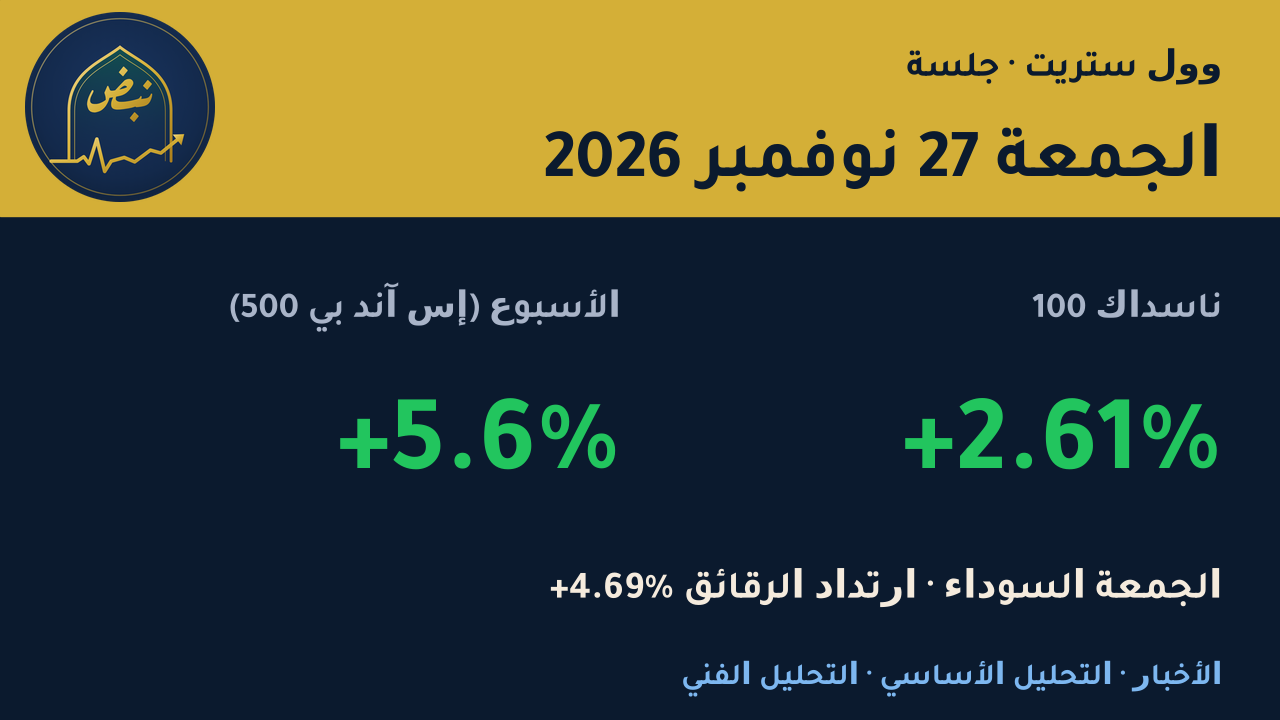 نبض
وول ستريت · جلسة
الجمعة 27 نوفمبر 2026
ناسداك 100
الأسبوع (إس آند بي 500)
+2.61%
+5.6%
الجمعة السوداء · ارتداد الرقائق +4.69%
الأخبار · التحليل الأساسي · التحليل الفني